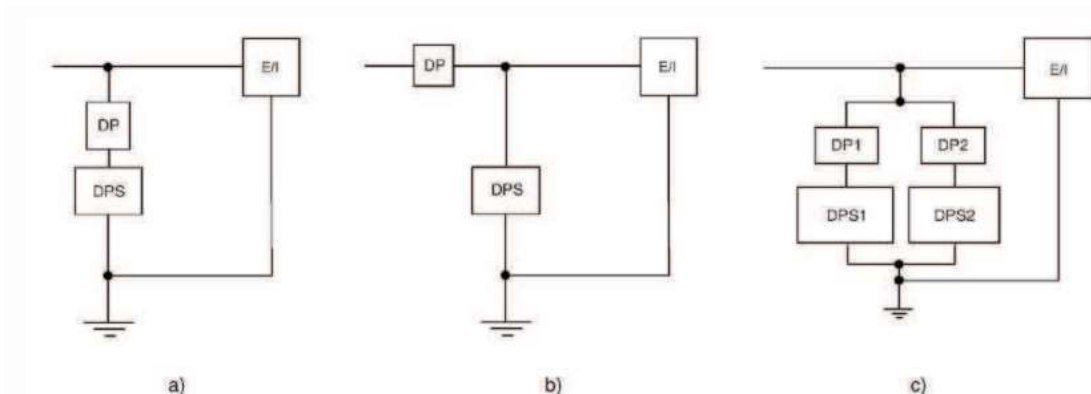 E/I
DP
DPS
a)
DP
E/I
DPS
b)
E/I
DP1
DP2
DPS1
DPS2
c)